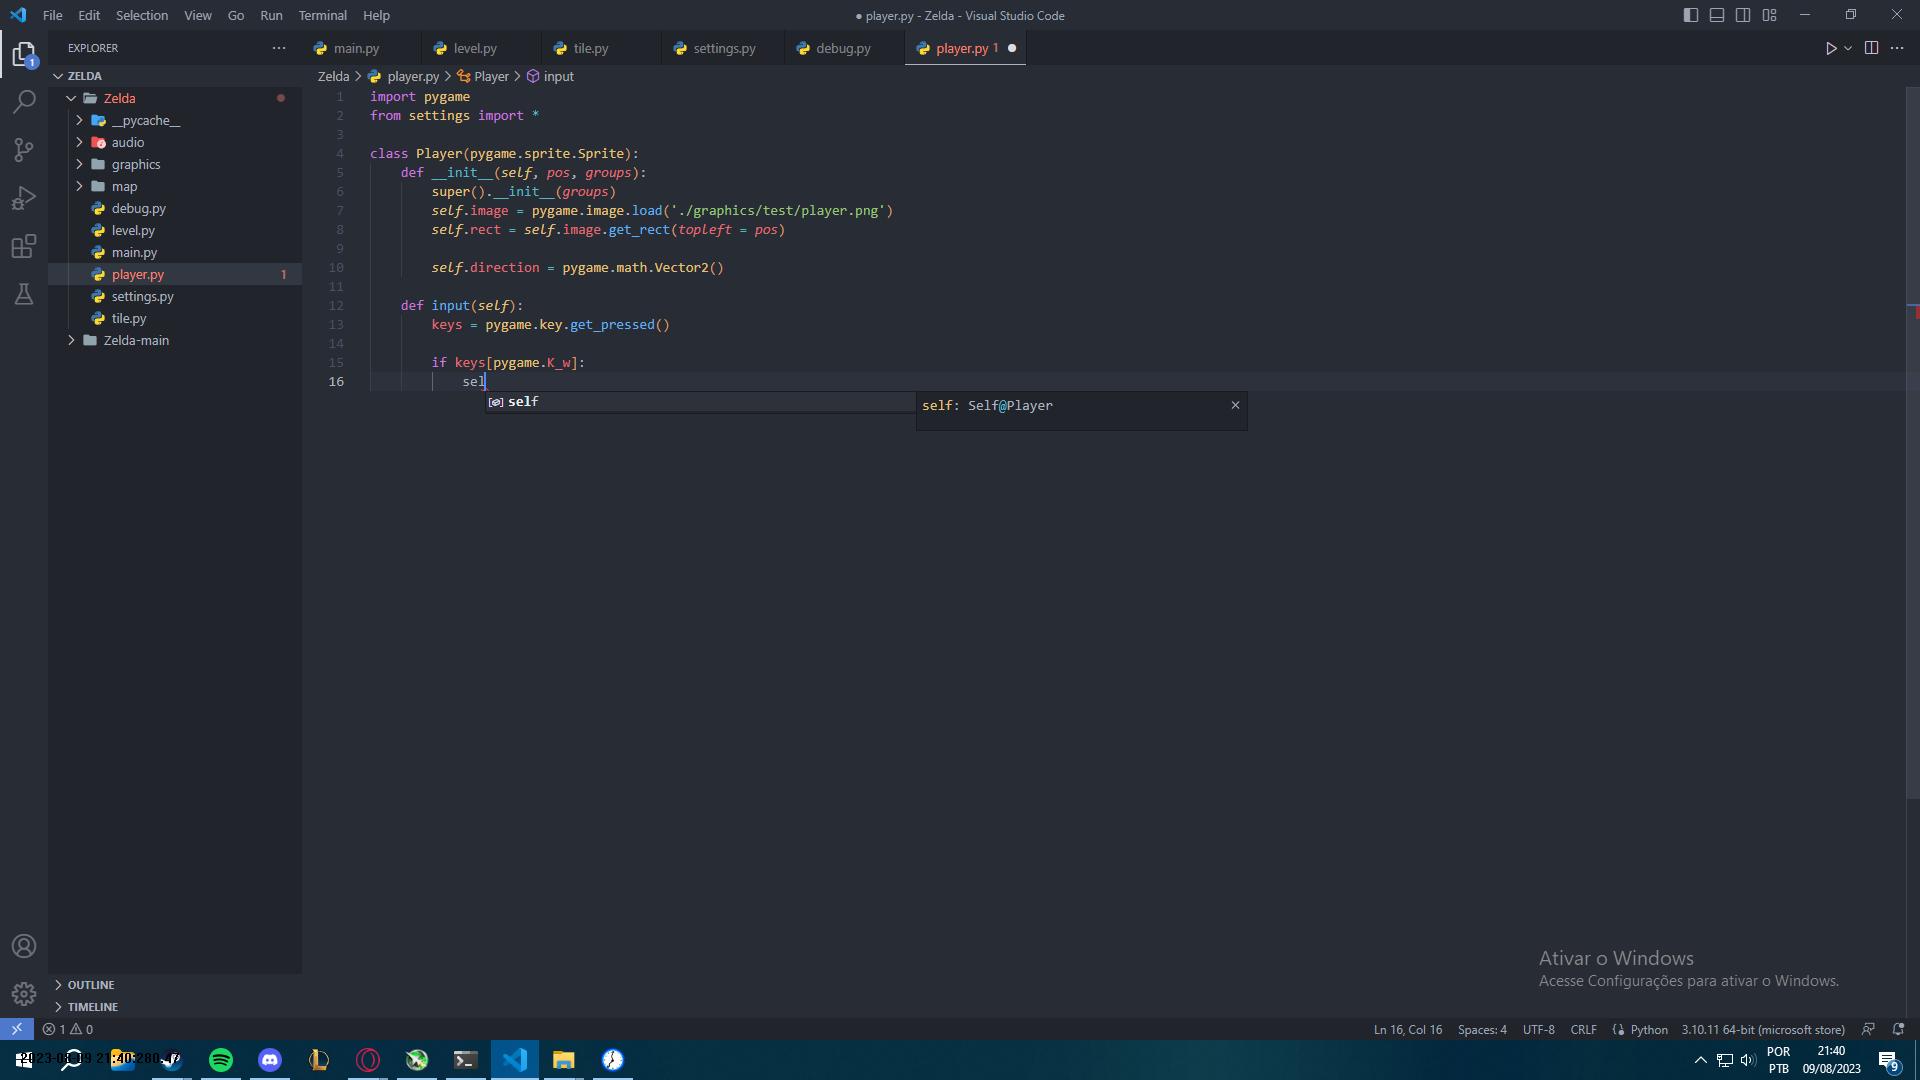 File Edit Selection View Go Run Terminal Help
● player.py - Zelda - Visual Studio Code
EXPLORER
main.py
level.py
tile.py
settings.py
debug.py
player.py 1
1
ZELDA
Zelda
__pycache__
audio
graphics
map
debug.py
level.py
main.py
player.py 1
settings.py
tile.py
Zelda-main
OUTLINE
TIMELINE
Zelda > player.py > Player > input
1 import pygame
2 from settings import *
3
4 class Player(pygame.sprite.Sprite):
5     def __init__(self, pos, groups):
6         super().__init__(groups)
7         self.image = pygame.image.load('./graphics/test/player.png')
8         self.rect = self.image.get_rect(topleft = pos)
9
10         self.direction = pygame.math.Vector2()
11
12     def input(self):
13         keys = pygame.key.get_pressed()
14
15         if keys[pygame.K_w]:
16             sel
self
self: Self@Player
Ativar o Windows
Acesse Configurações para ativar o Windows.
1 0
Ln 16, Col 16 Spaces: 4 UTF-8 CRLF Python 3.10.11 64-bit (microsoft store)
2023-08-09 21:40:280.47
POR
PTB
21:40
09/08/2023
9